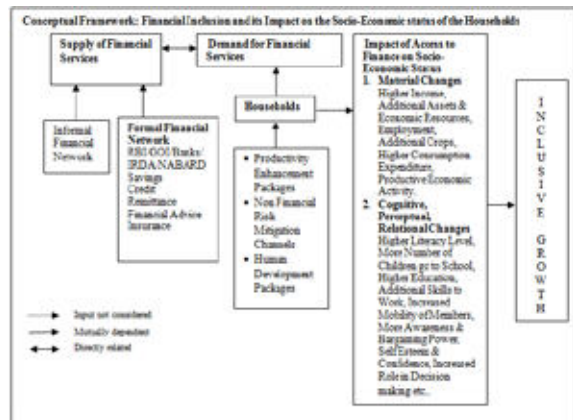 Conceptual Framework: Financial Inclusion and its Impact on the Socio-Economic status of the Households
Supply of Financial
Services
Demand for Financial
Services
Households
Informal
Financial
Network
Formal Financial
Network
RBI/GOI/Banks/
IRDA/NABARD
Savings
Credit
Remittance
Financial Advice
Insurance
• Productivity
Enhancement
Packages
• Non Financial
Risk
Mitigation
Channels
• Human
Development
Packages
Impact of Access to
Finance on Socio-
Economic Status
1. Material Changes
Higher Income,
Additional Assets &
Economic Resources,
Employment,
Additional Crops,
Higher Consumption
Expenditure,
Productive Economic
Activity.
2. Cognitive,
Perceptual,
Relational Changes
Higher Literacy Level,
More Number of
Children go to School,
Higher Education,
Additional Skills to
Work, Increased
Mobility of Members,
More Awareness &
Bargaining Power,
Self Esteem &
Confidence, Increased
Role in Decision
making etc.
INCLUSIVE GROWTH
Input not considered
Mutually dependent
Directly related